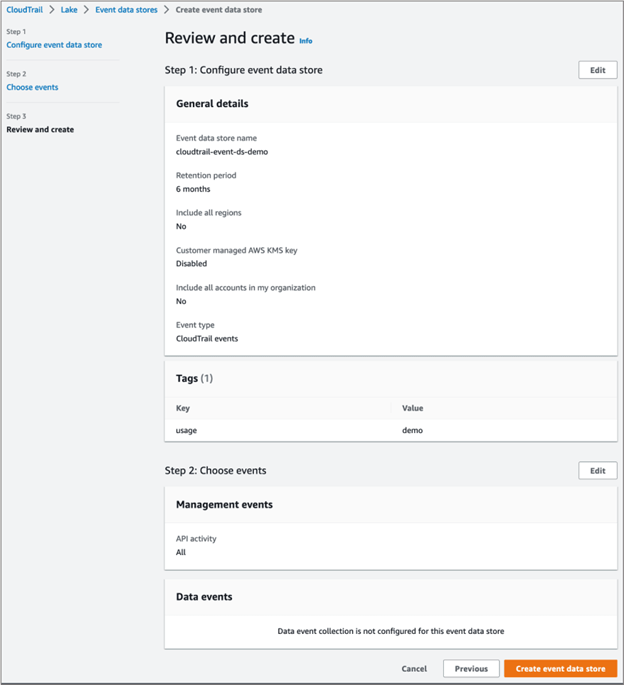 CloudTrail > Lake > Event data stores > Create event data store
Step 1
Configure event data store
Step 2
Choose events
Step 3
Review and create
Review and create Info
Step 1: Configure event data store
Edit
General details
Event data store name
cloudtrail-event-ds-demo
Retention period
6 months
Include all regions
No
Customer managed AWS KMS key
Disabled
Include all accounts in my organization
No
Event type
CloudTrail events
Tags (1)
Key Value
usage demo
Step 2: Choose events
Edit
Management events
API activity
All
Data events
Data event collection is not configured for this event data store
Cancel Previous Create event data store